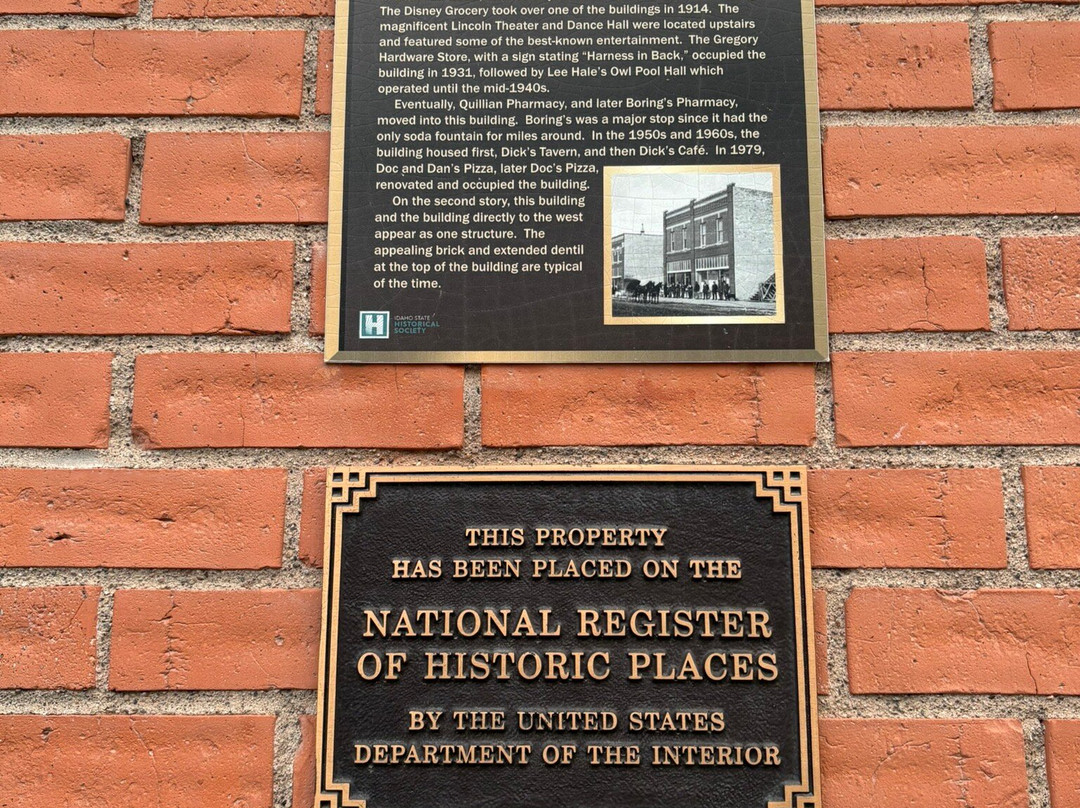 The Disney Grocery took over one of the buildings in 1914. The
magnificent Lincoln Theater and Dance Hall were located upstairs
and featured some of the best-known entertainment. The Gregory
Hardware Store, with a sign stating “Harness in Back,” occupied the
building in 1931, followed by Lee Hale’s Owl Pool Hall which
operated until the mid-1940s.
Eventually, Quillian Pharmacy, and later Boring’s Pharmacy,
moved into this building. Boring’s was a major stop since it had the
only soda fountain for miles around. In the 1950s and 1960s, the
building housed first, Dick’s Tavern, and then Dick’s Café. In 1979,
Doc and Dan’s Pizza, later Doc’s Pizza,
renovated and occupied the building.
On the second story, this building
and the building directly to the west
appear as one structure. The
appealing brick and extended dentil
at the top of the building are typical
of the time.
H
IDAHO STATE
HISTORICAL
SOCIETY
THIS PROPERTY
HAS BEEN PLACED ON THE
NATIONAL REGISTER
OF HISTORIC PLACES
BY THE UNITED STATES
DEPARTMENT OF THE INTERIOR